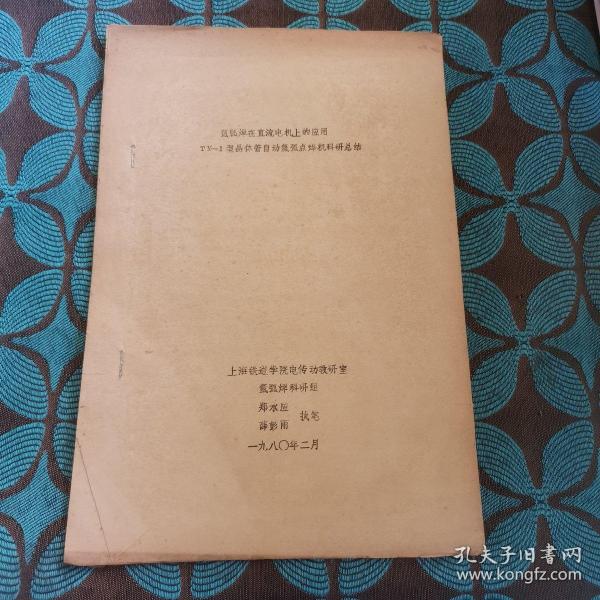 氩弧焊在直流电机上的应用
TY-1型晶体管自动氩弧点焊机科研总结
上海铁道学院电传动教研室
氩弧焊科研组
郑水应
薛彭雨
执笔
一九八〇年二月
孔夫子旧书网
www.kongfz.com